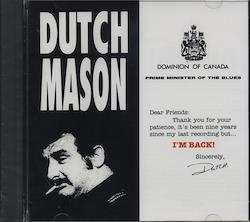 DUTCH
MASON
DOMINION OF CANADA
PRIME MINISTER OF THE BLUES
Dear Friends:
Thank you for your
patience, it's been nine years
since my last recording but...
I'M BACK!
Sincerely,
Dutch